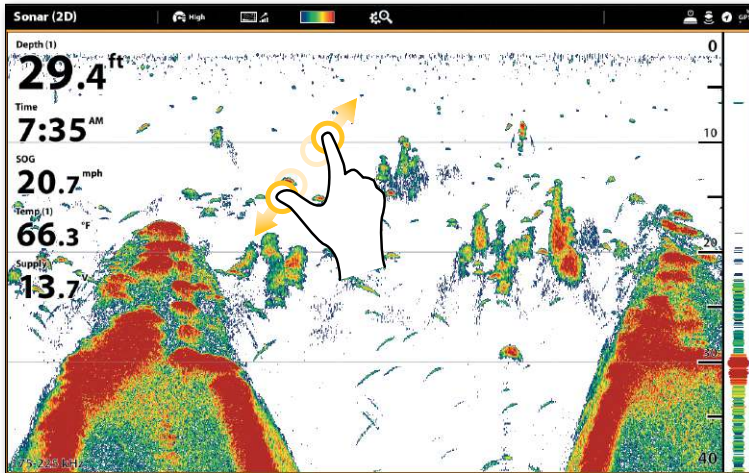 Sonar (2D)
High
Depth (1)
29.4 ft
Time
7:35 AM
SOG
20.7 mph
Temp (1)
66.3 °F
Supply
13.7 V
0
10
20
30
40